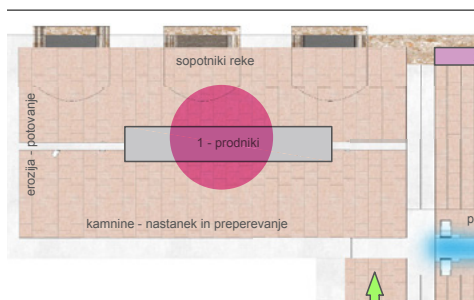 sopotniki reke
erozija - potovanje
1 - prodniki
kamnine - nastanek in preperevanje
p